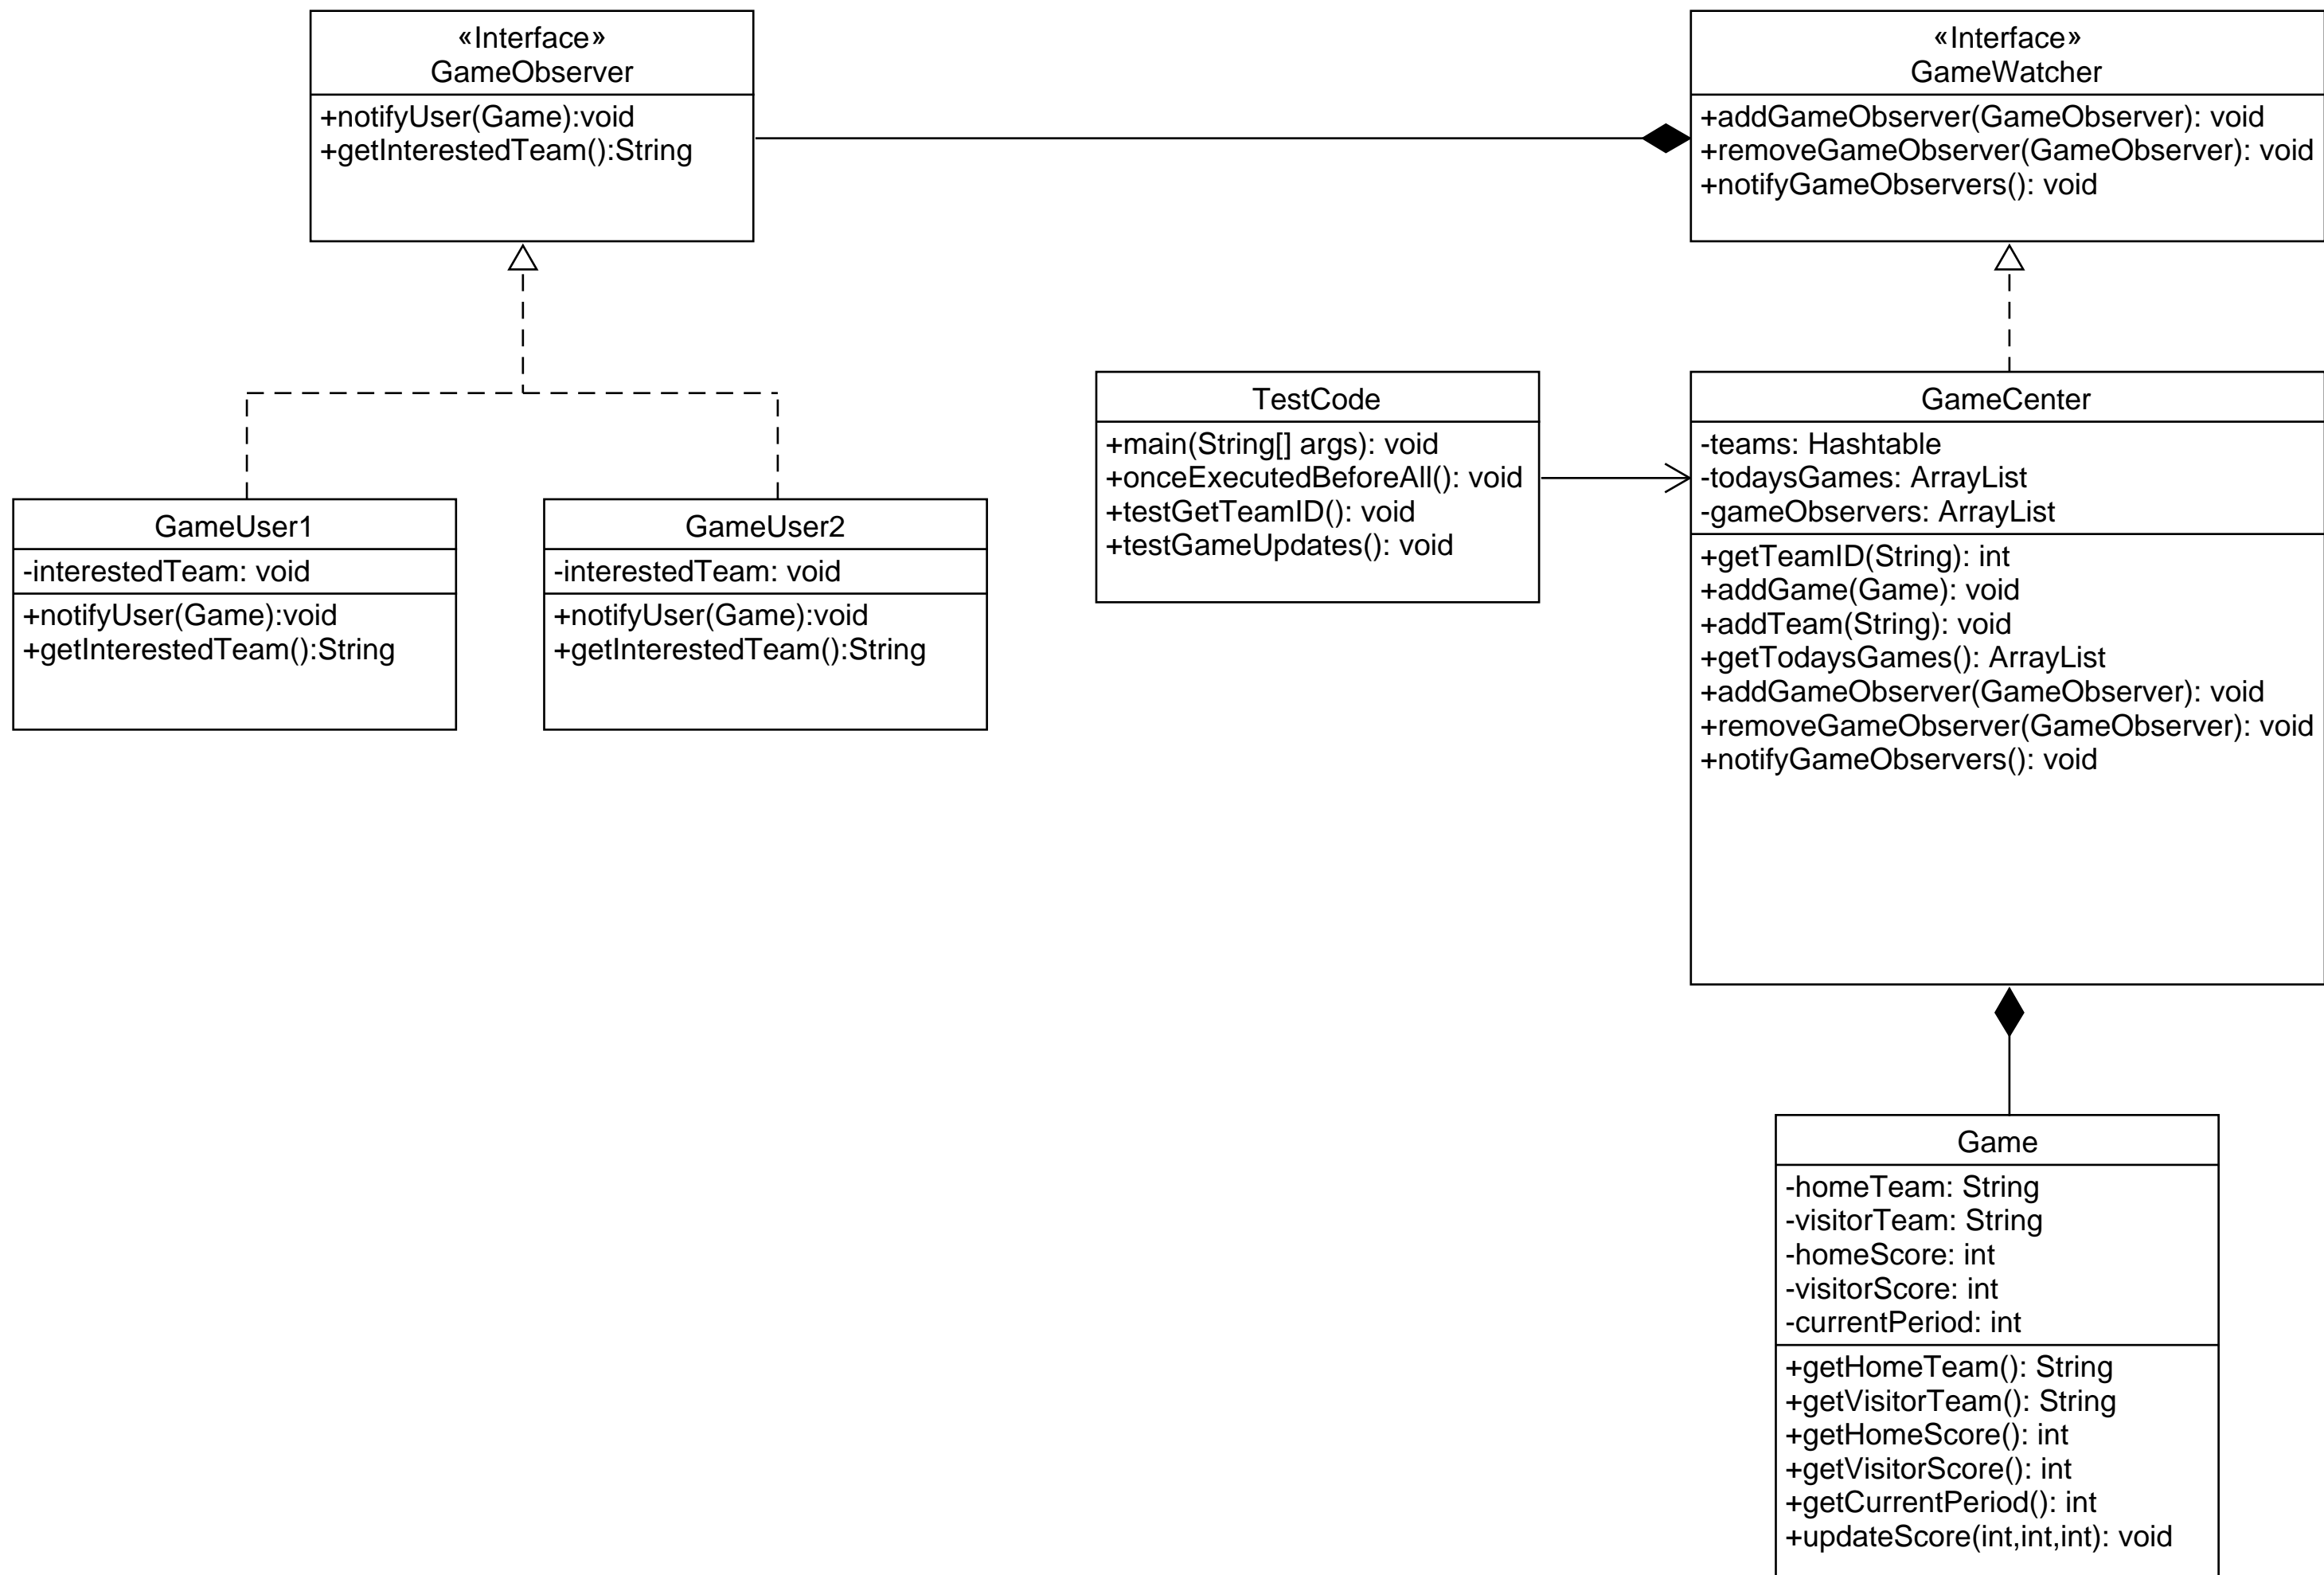 «Interface»
GameObserver
+notifyUser(Game):void
+getInterestedTeam():String
«Interface»
GameWatcher
+addGameObserver(GameObserver): void
+removeGameObserver(GameObserver): void
+notifyGameObservers(): void
GameUser1
-interestedTeam: void
+notifyUser(Game):void
+getInterestedTeam():String
GameUser2
-interestedTeam: void
+notifyUser(Game):void
+getInterestedTeam():String
TestCode
+main(String[] args): void
+onceExecutedBeforeAll(): void
+testGetTeamID(): void
+testGameUpdates(): void
GameCenter
-teams: Hashtable
-todaysGames: ArrayList
-gameObservers: ArrayList
+getTeamID(String): int
+addGame(Game): void
+addTeam(String): void
+getTodaysGames(): ArrayList
+addGameObserver(GameObserver): void
+removeGameObserver(GameObserver): void
+notifyGameObservers(): void
Game
-homeTeam: String
-visitorTeam: String
-homeScore: int
-visitorScore: int
-currentPeriod: int
+getHomeTeam(): String
+getVisitorTeam(): String
+getHomeScore(): int
+getVisitorScore(): int
+getCurrentPeriod(): int
+updateScore(int,int,int): void